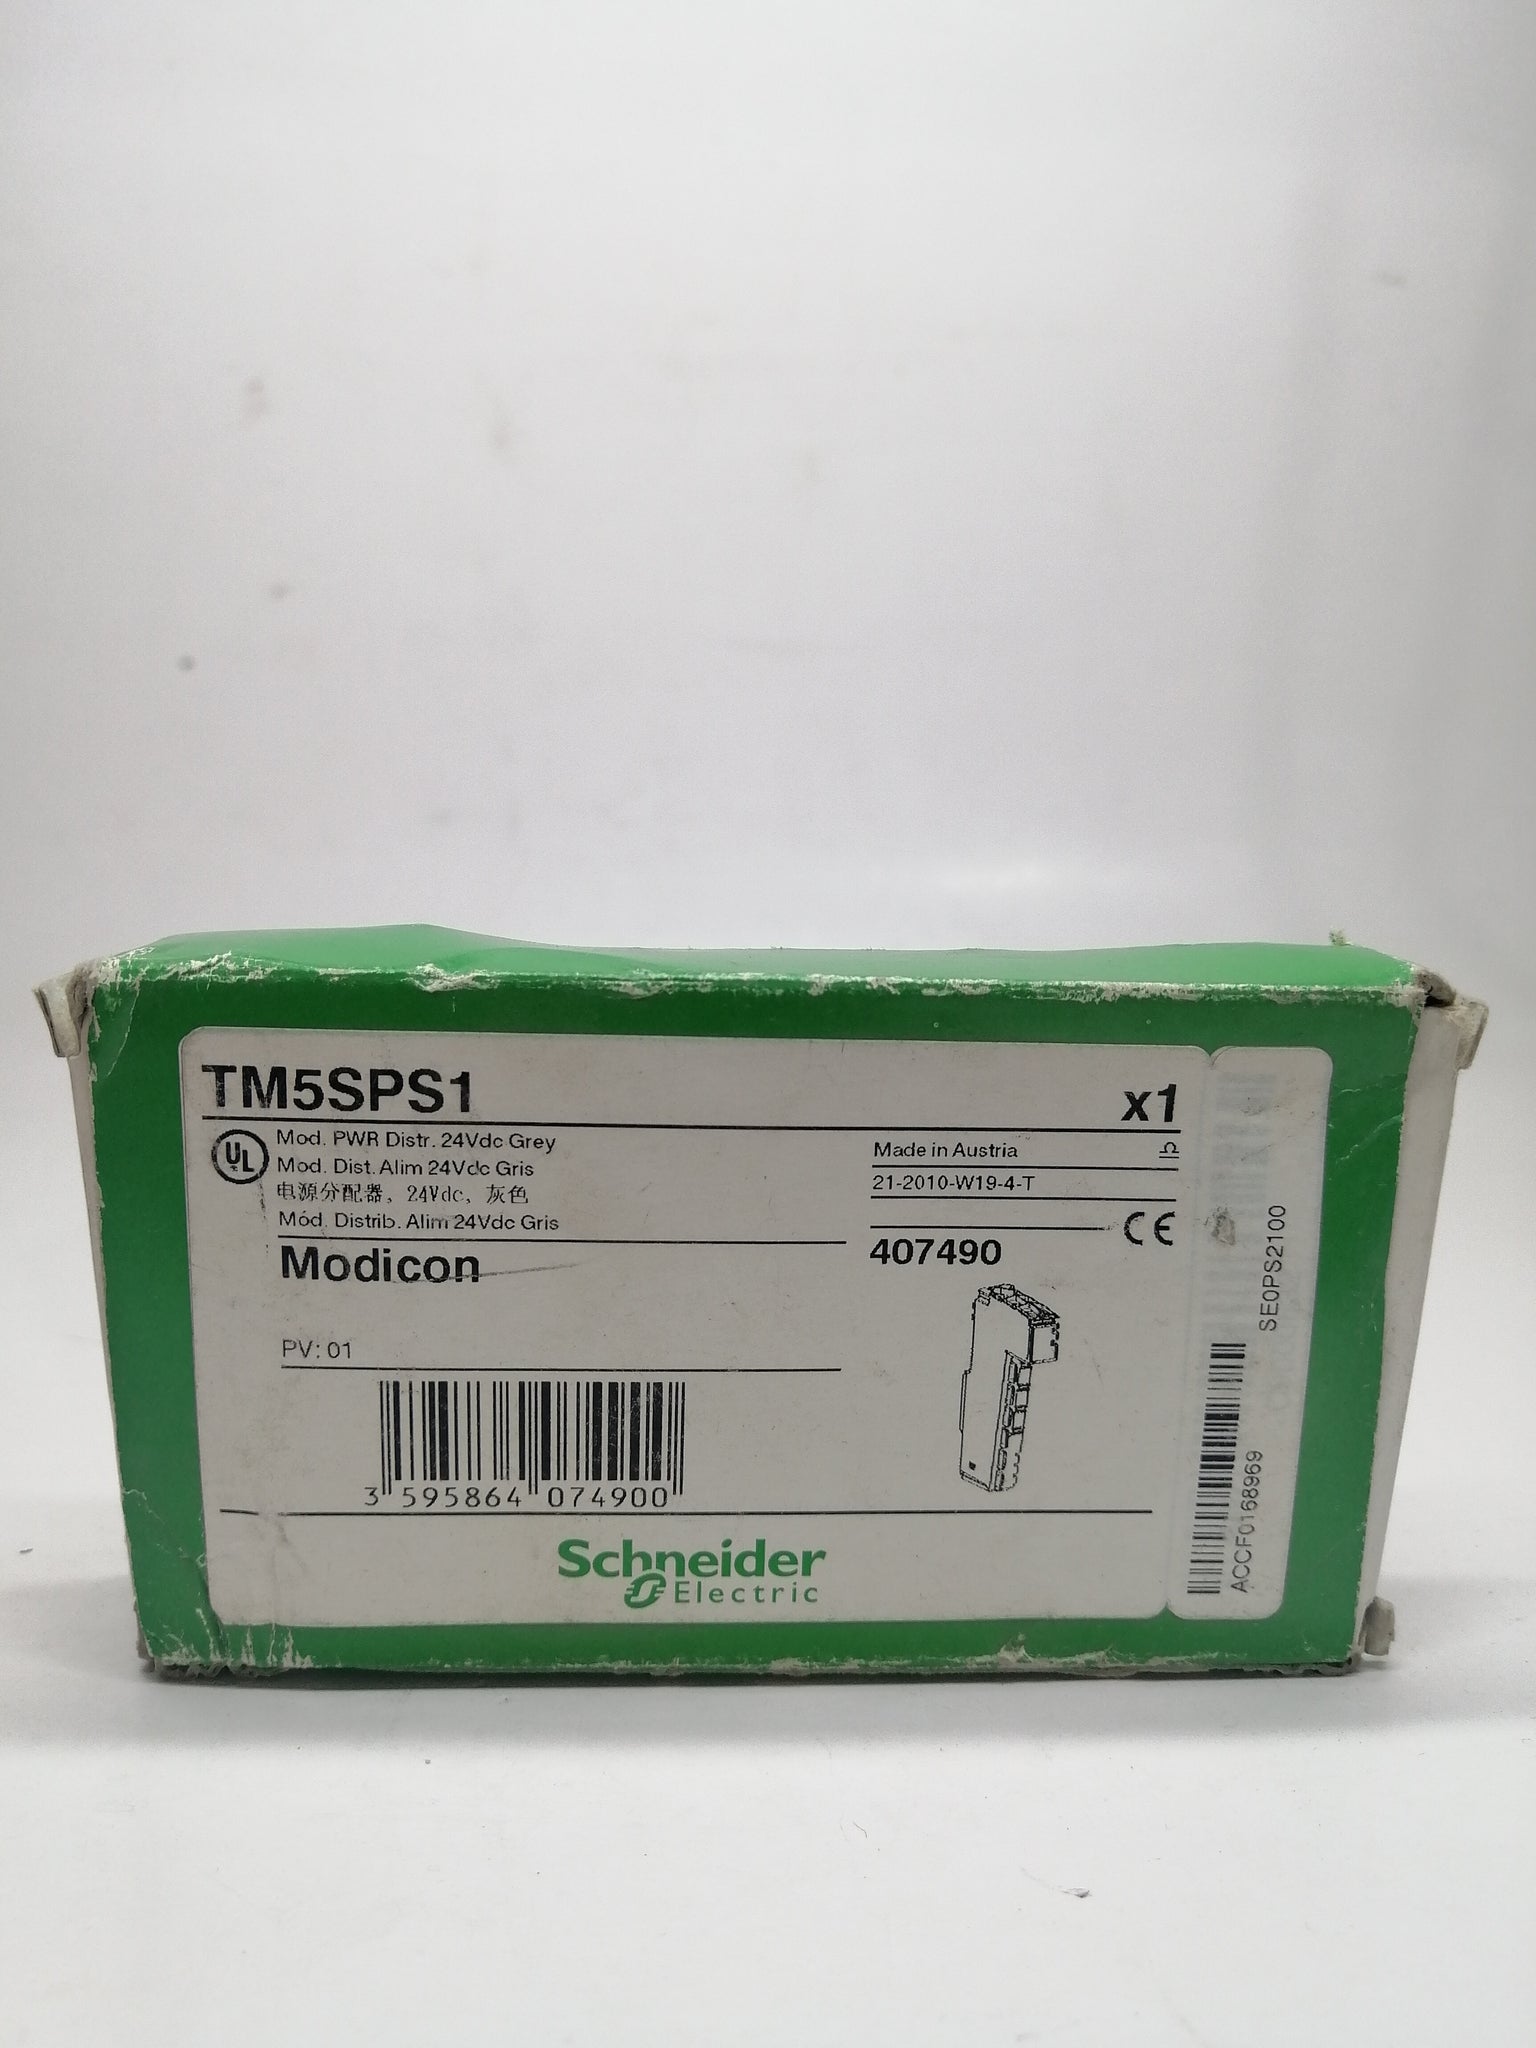 TM5SPS1
x1
UL
Mod. PWR Distr. 24Vdc Grey
Mod. Dist. Alim 24Vdc Gris
电源分配器, 24Vdc, 灰色
Mód. Distrib. Alim 24Vdc Gris
Made in Austria
21-2010-W19-4-T
CE
Modicon
407490
PV: 01
3 595864 074900
Schneider
Electric
SE0PS2100
ACCF0168969